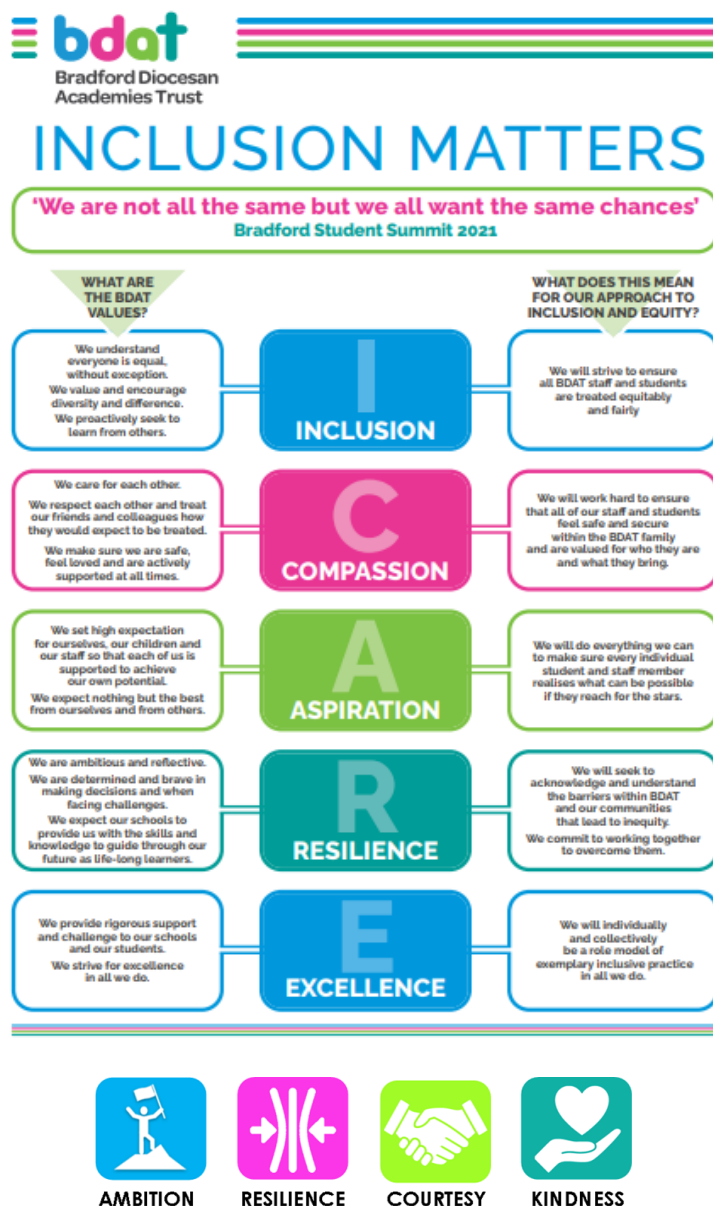 bdat
Bradford Diocesan
Academies Trust
INCLUSION MATTERS
‘We are not all the same but we all want the same chances’
Bradford Student Summit 2021
WHAT ARE
THE BDAT
VALUES?
WHAT DOES THIS MEAN
FOR OUR APPROACH TO
INCLUSION AND EQUITY?
We understand
everyone is equal,
without exception.
We value and encourage
diversity and difference.
We proactively seek to
learn from others.
I
INCLUSION
We will strive to ensure
all BDAT staff and students
are treated equitably
and fairly
We care for each other.
We respect each other and treat
our friends and colleagues how
they would expect to be treated.
We make sure we are safe,
feel loved and are actively
supported at all times.
C
COMPASSION
We will work hard to ensure
that all of our staff and students
feel safe and secure
within the BDAT family
and are valued for who they are
and what they bring.
We set high expectation
for ourselves, our children and
our staff so that each of us is
supported to achieve
our own potential.
We expect nothing but the best
from ourselves and from others.
A
ASPIRATION
We will do everything we can
to make sure every individual
student and staff member
realises what can be possible
if they reach for the stars.
We are ambitious and reflective.
We are determined and brave in
making decisions and when
facing challenges.
We expect our schools to
provide us with the skills and
knowledge to guide through our
future as life-long learners.
R
RESILIENCE
We will seek to
acknowledge and understand
the barriers within BDAT
and our communities
that lead to inequity.
We commit to working together
to overcome them.
We provide rigorous support
and challenge to our schools
and our students.
We strive for excellence
in all we do.
E
EXCELLENCE
We will individually
and collectively
be a role model of
exemplary inclusive practice
in all we do.
AMBITION
RESILIENCE
COURTESY
KINDNESS